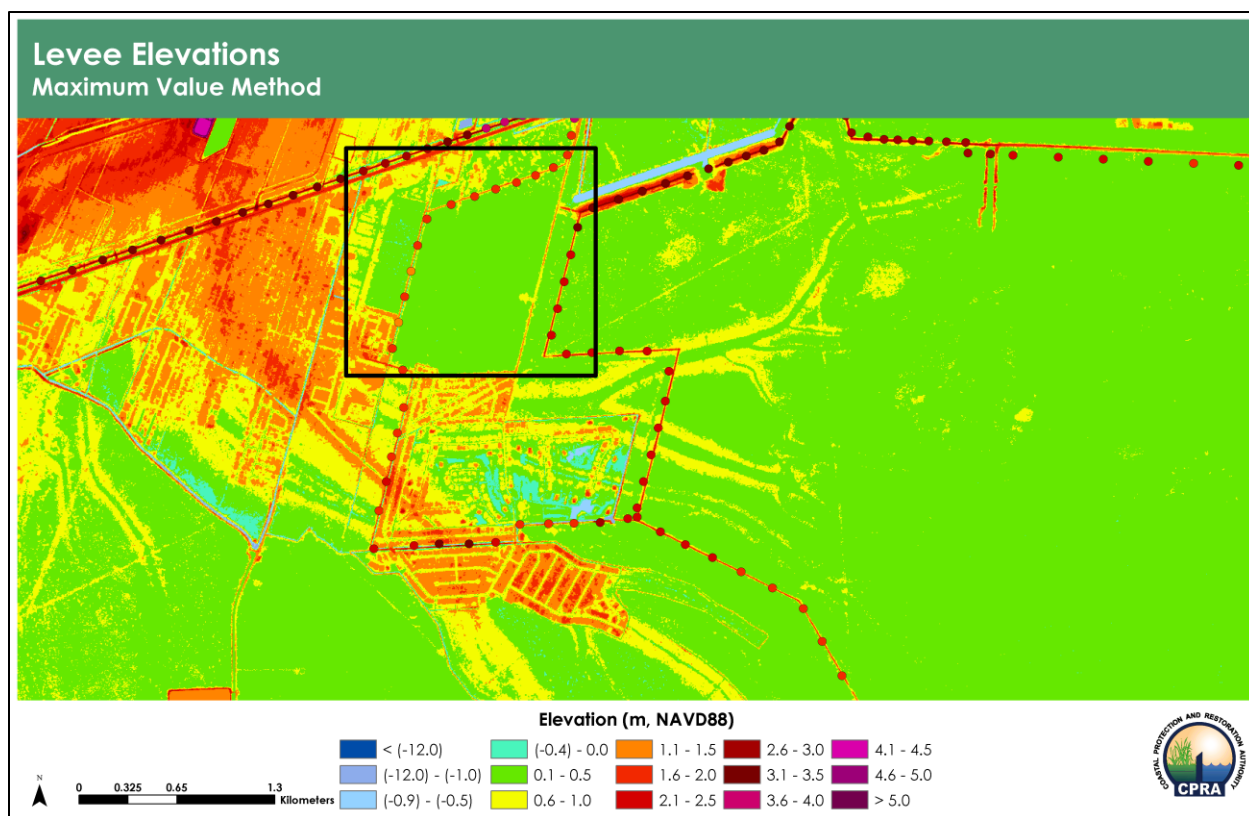 Levee Elevations
Maximum Value Method
Elevation (m, NAVD88)
< (-12.0)
(-12.0) - (-1.0)
(-0.9) - (-0.5)
(-0.4) - 0.0
0.1 - 0.5
0.6 - 1.0
1.1 - 1.5
1.6 - 2.0
2.1 - 2.5
2.6 - 3.0
3.1 - 3.5
3.6 - 4.0
4.1 - 4.5
4.6 - 5.0
> 5.0
N
0 0.325 0.65 1.3
Kilometers
COASTAL PROTECTION AND RESTORATION AUTHORITY
CPRA